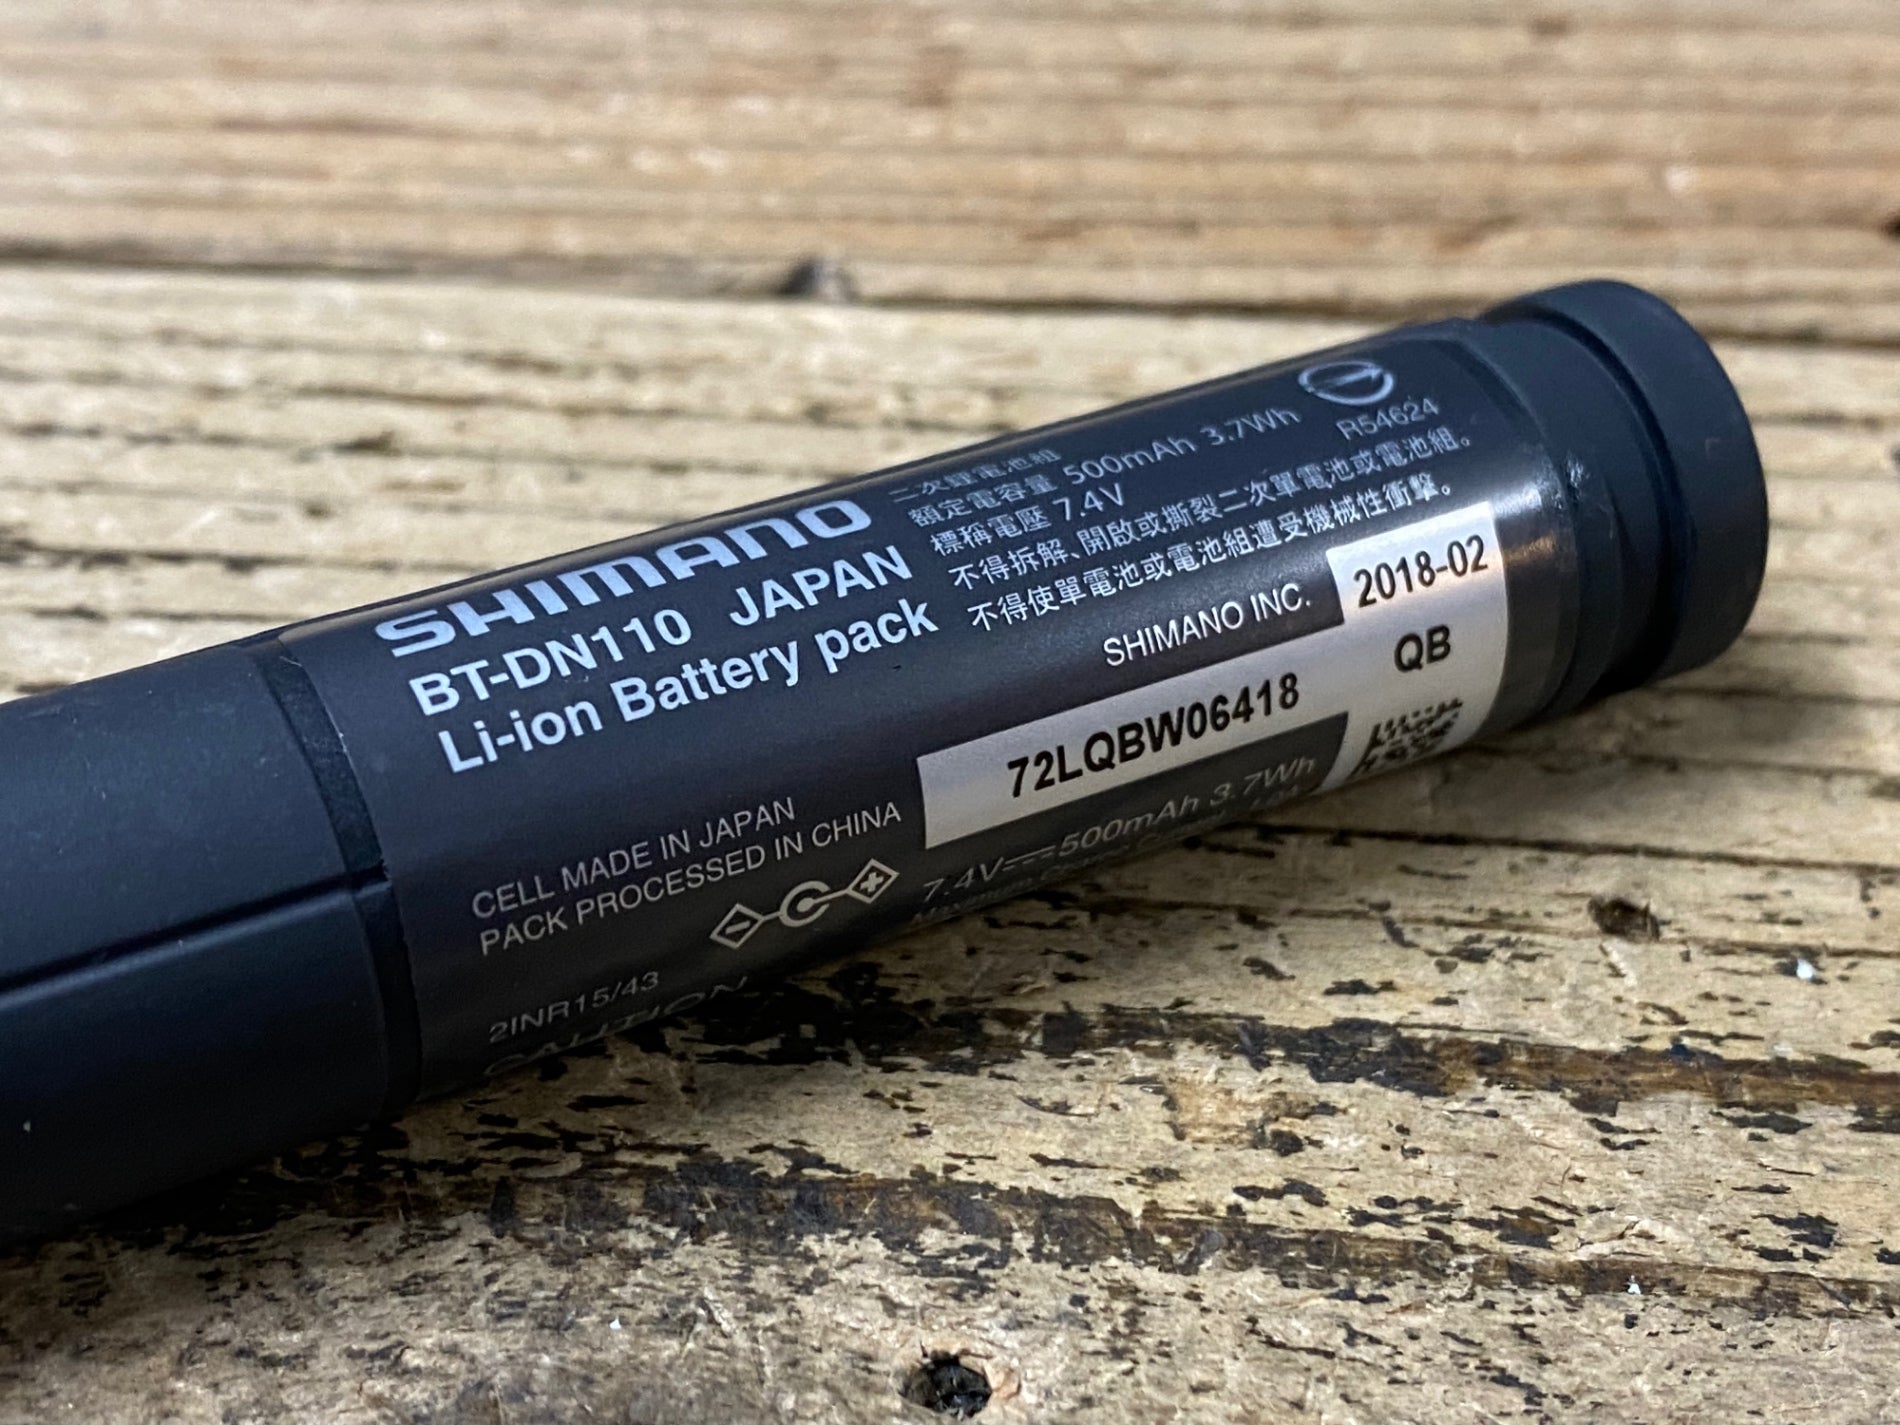 SHIMANO
BT-DN110 JAPAN
Li-ion Battery pack
二次鋰電池組
額定電容量 500mAh 3.7Wh
標稱電壓 7.4V
不得拆解、開啟或撕裂二次單電池或電池組。
不得使單電池或電池組遭受機械性衝擊。
R54624
SHIMANO INC.
2018-02
QB
72LQBW06418
CELL MADE IN JAPAN
PACK PROCESSED IN CHINA
- C +
7.4V⎓500mAh 3.7Wh
2INR15/43
CAUTION